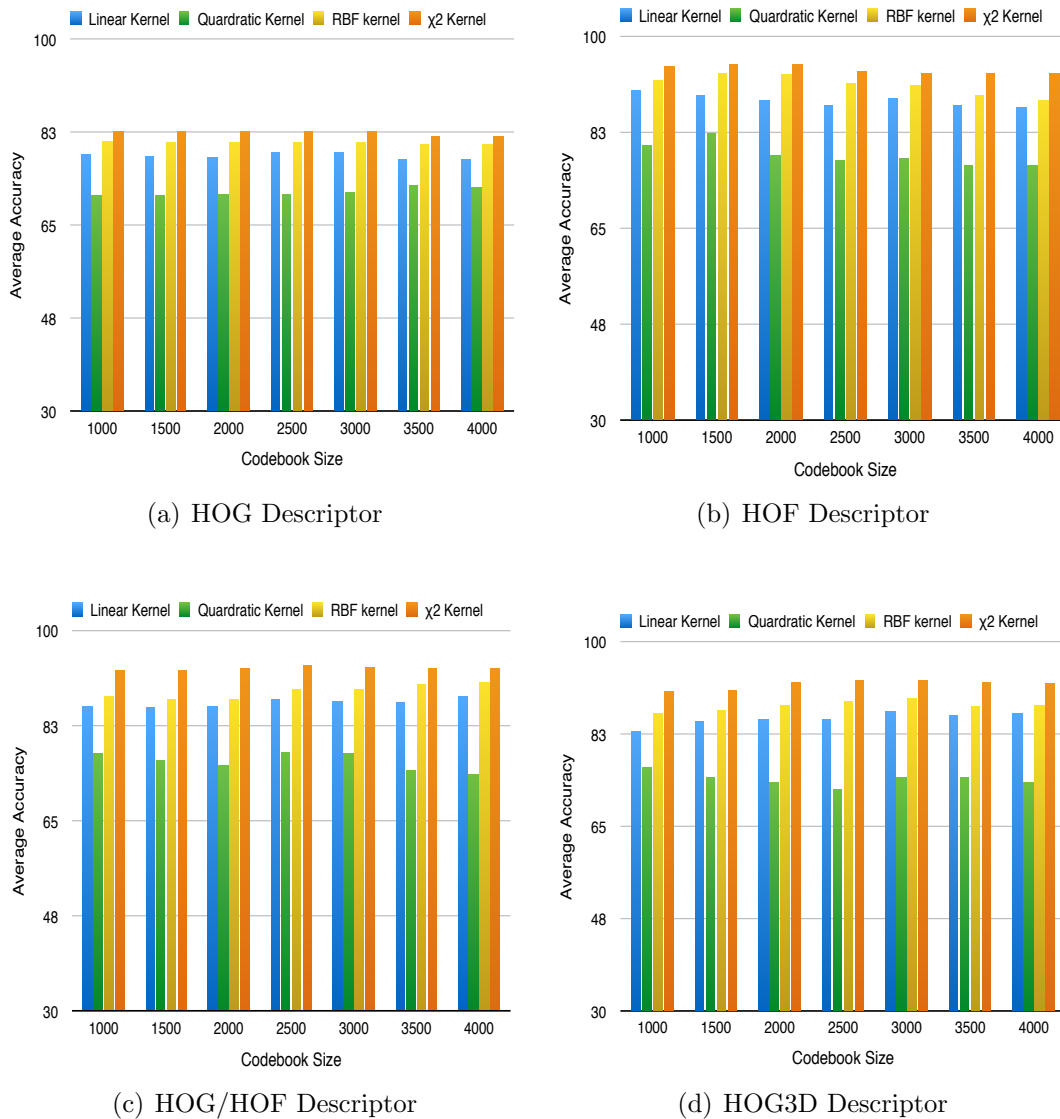 Linear Kernel Quardratic Kernel RBF kernel χ2 Kernel
100
83
65
48
30
Average Accuracy
1000 1500 2000 2500 3000 3500 4000
Codebook Size
(a) HOG Descriptor
Linear Kernel Quardratic Kernel RBF kernel χ2 Kernel
100
83
65
48
30
Average Accuracy
1000 1500 2000 2500 3000 3500 4000
Codebook Size
(b) HOF Descriptor
Linear Kernel Quardratic Kernel RBF kernel χ2 Kernel
100
83
65
48
30
Average Accuracy
1000 1500 2000 2500 3000 3500 4000
Codebook Size
(c) HOG/HOF Descriptor
Linear Kernel Quardratic Kernel RBF kernel χ2 Kernel
100
83
65
48
30
Average Accuracy
1000 1500 2000 2500 3000 3500 4000
Codebook Size
(d) HOG3D Descriptor